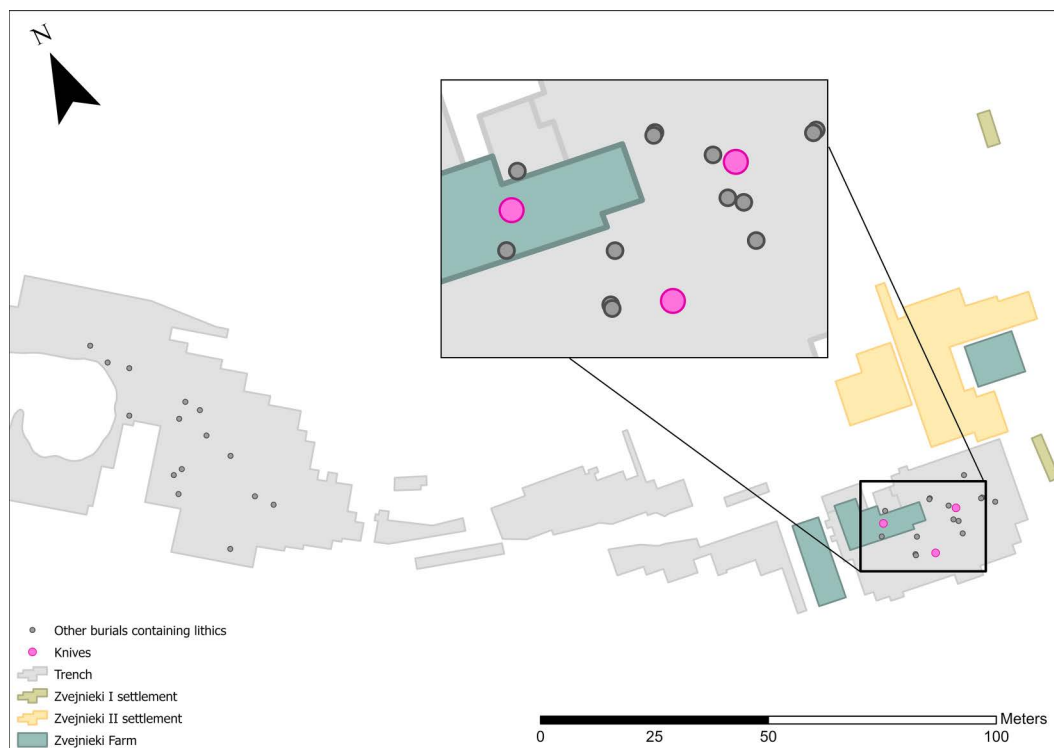 N
Other burials containing lithics
Knives
Trench
Zvejnieki I settlement
Zvejnieki II settlement
Zvejnieki Farm
Meters
0 25 50 100